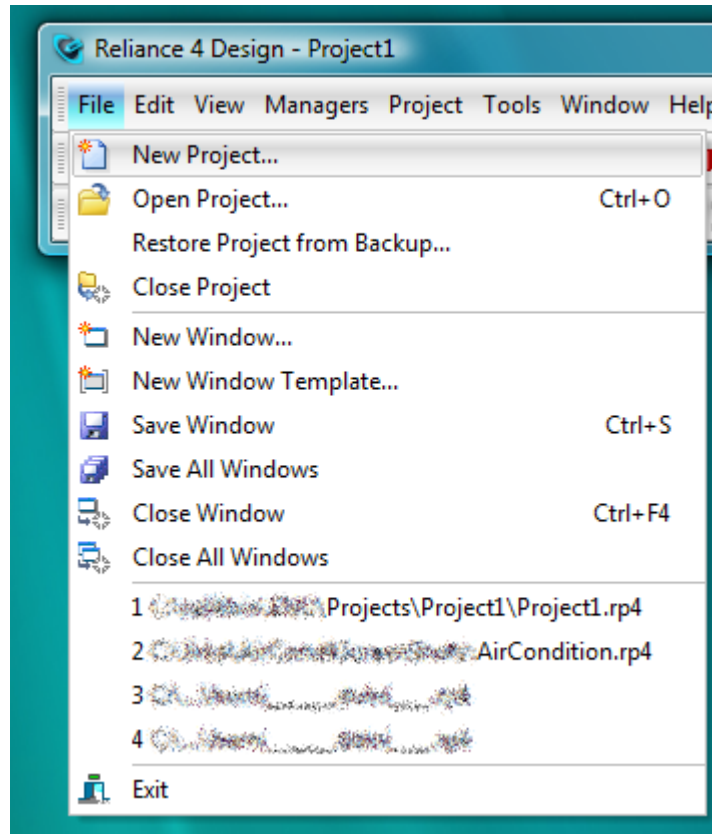 Reliance 4 Design - Project1
File Edit View Managers Project Tools Window Help
New Project...
Open Project... Ctrl+O
Restore Project from Backup...
Close Project
New Window...
New Window Template...
Save Window Ctrl+S
Save All Windows
Close Window Ctrl+F4
Close All Windows
1 \Projects\Project1\Project1.rp4
2 AirCondition.rp4
3
4
Exit